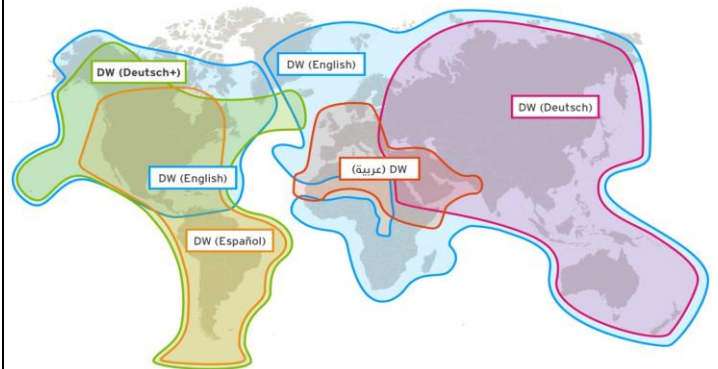 DW (English)
DW (Deutsch+)
DW (Deutsch)
DW (عربية)
DW (English)
DW (Español)